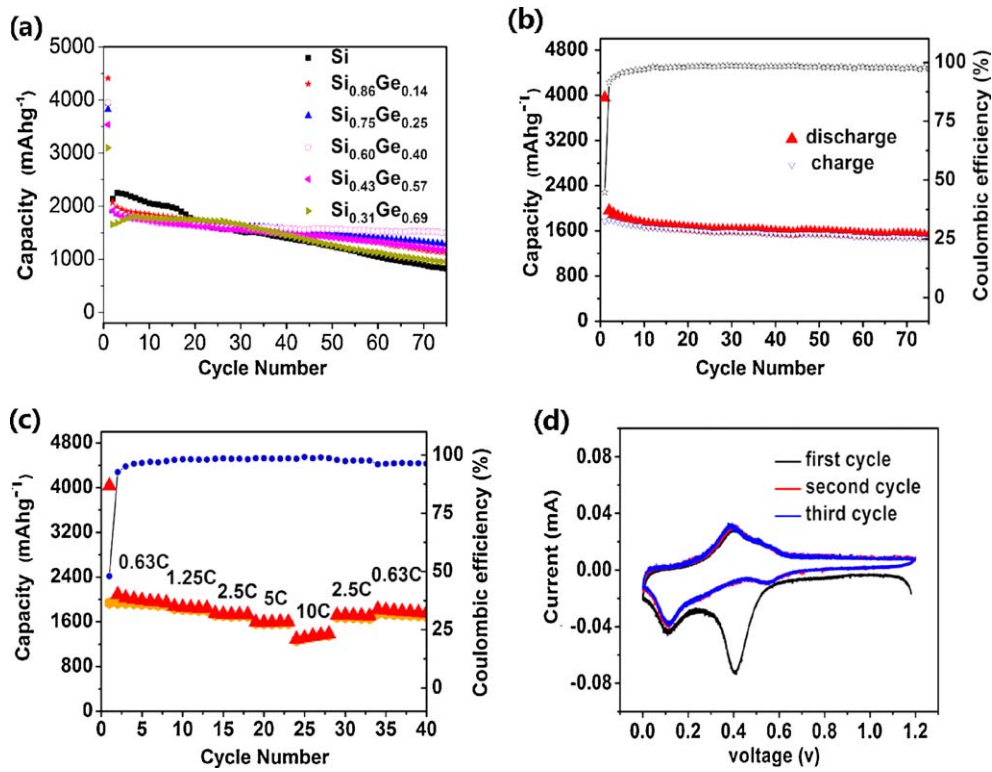 (a)
5000
4000
3000
2000
1000
0
Capacity (mAhg⁻¹)
Si
Si₀.₈₆Ge₀.₁₄
Si₀.₇₅Ge₀.₂₅
Si₀.₆₀Ge₀.₄₀
Si₀.₄₃Ge₀.₅₇
Si₀.₃₁Ge₀.₆₉
0 10 20 30 40 50 60 70
Cycle Number
(b)
4800
4000
3200
2400
1600
800
0
Capacity (mAhg⁻¹)
discharge
charge
100
75
50
25
0
Coulombic efficiency (%)
0 10 20 30 40 50 60 70
Cycle Number
(c)
4800
4000
3200
2400
1600
800
0
Capacity (mAhg⁻¹)
0.63C
1.25C
2.5C
5C
10C
2.5C
0.63C
100
75
50
25
0
Coulombic efficiency (%)
0 5 10 15 20 25 30 35 40
Cycle Number
(d)
0.08
0.04
0.00
-0.04
-0.08
Current (mA)
first cycle
second cycle
third cycle
0.0 0.2 0.4 0.6 0.8 1.0 1.2
voltage (v)